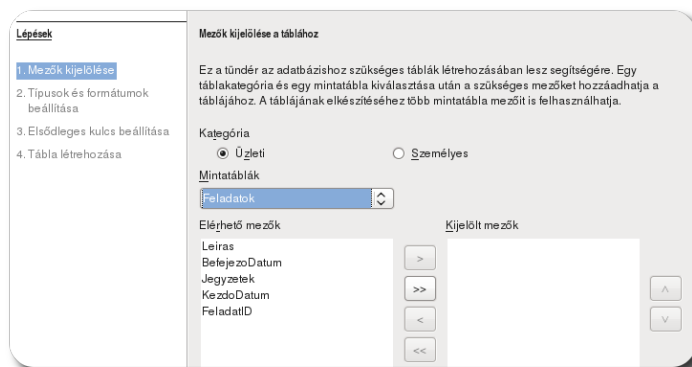 Lépések
1. Mezők kijelölése
2. Típusok és formátumok
beállítása
3. Elsődleges kulcs beállítása
4. Tábla létrehozása
Mezők kijelölése a táblához
Ez a tündér az adatbázishoz szükséges táblák létrehozásában lesz segítségére. Egy
táblakategória és egy mintatábla kiválasztása után a szükséges mezőket hozzáadhatja a
táblájához. A táblájának elkészítéséhez több mintatábla mezőit is felhasználhatja.
Kategória
Üzleti
Személyes
Mintatáblák
Feladatok
Elérhető mezők
Kijelölt mezők
Leiras
BefejezoDatum
Jegyzetek
KezdoDatum
FeladatID
>
>>
<
<<